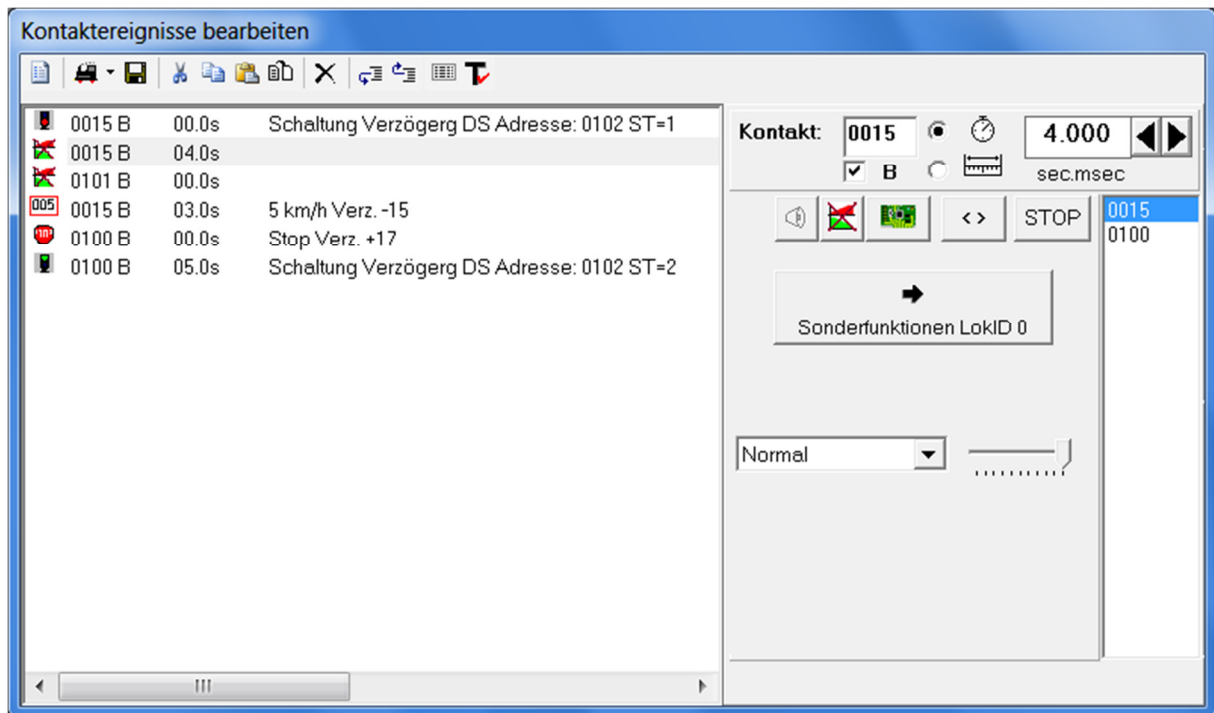 Kontaktereignisse bearbeiten
0015 B 00.0s Schaltung Verzögerg DS Adresse: 0102 ST=1
0015 B 04.0s
0101 B 00.0s
005 0015 B 03.0s 5 km/h Verz. -15
0100 B 00.0s Stop Verz. +17
0100 B 05.0s Schaltung Verzögerg DS Adresse: 0102 ST=2
Kontakt: 0015 4.000
B sec.msec
< > STOP
0015
0100
Sonderfunktionen LokID 0
Normal